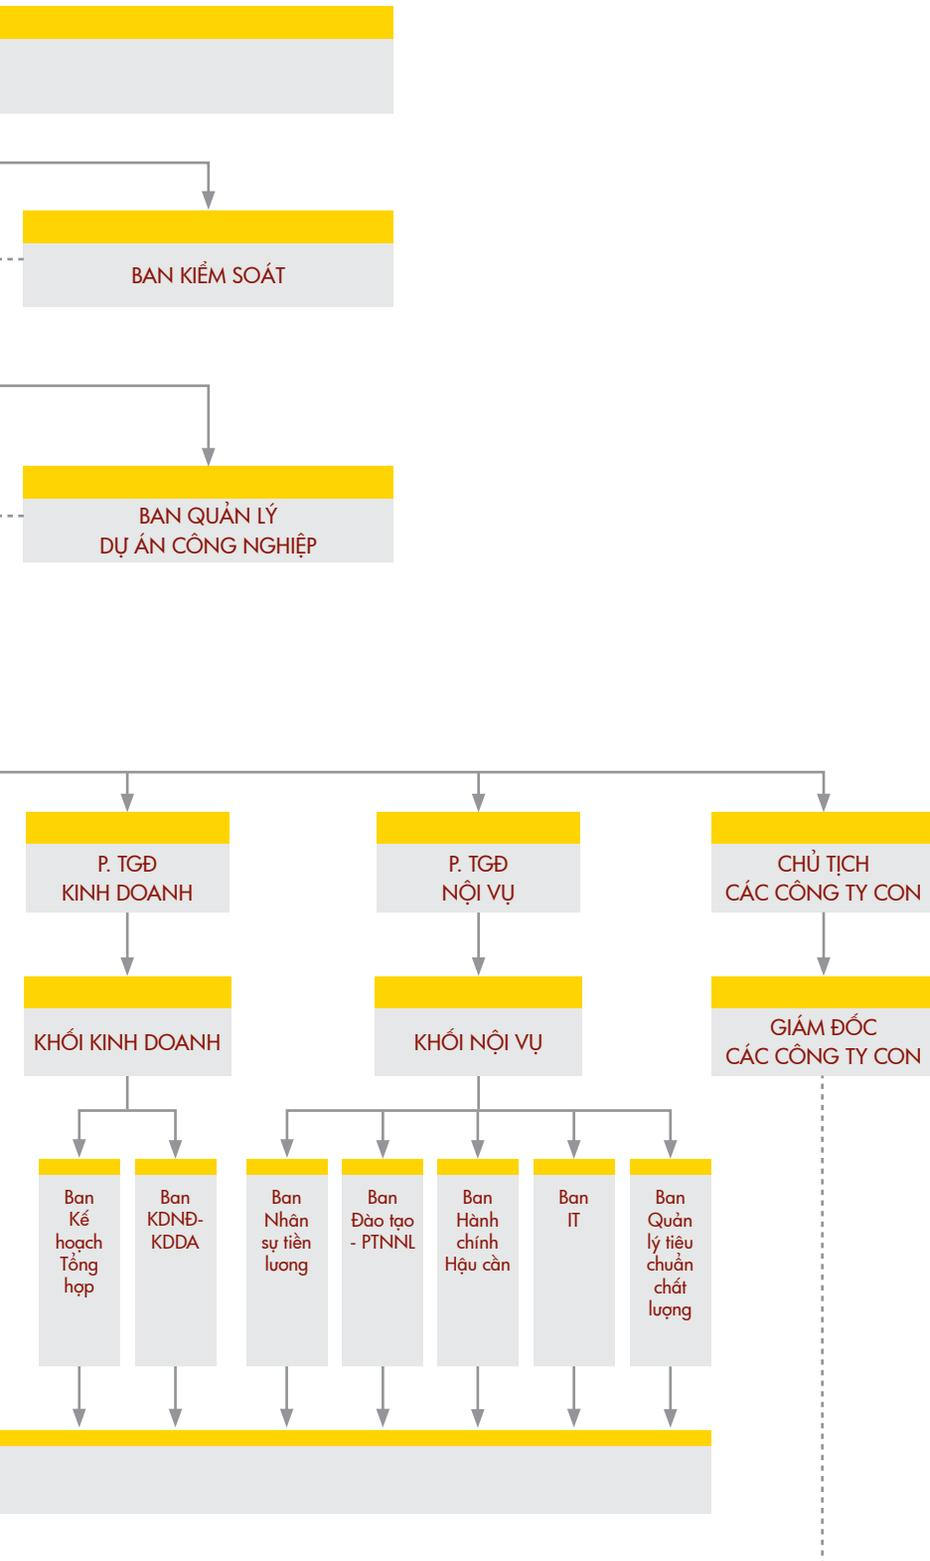 BAN KIỂM SOÁT
BAN QUẢN LÝ
DỰ ÁN CÔNG NGHIỆP
P. TGĐ
KINH DOANH
P. TGĐ
NỘI VỤ
CHỦ TỊCH
CÁC CÔNG TY CON
KHỐI KINH DOANH
KHỐI NỘI VỤ
GIÁM ĐỐC
CÁC CÔNG TY CON
Ban
Kế
hoạch
Tổng
hợp
Ban
KDNĐ-
KDDA
Ban
Nhân
sự tiền
lương
Ban
Đào tạo
- PTNNL
Ban
Hành
chính
Hậu cần
Ban
IT
Ban
Quản
lý tiêu
chuẩn
chất
lượng